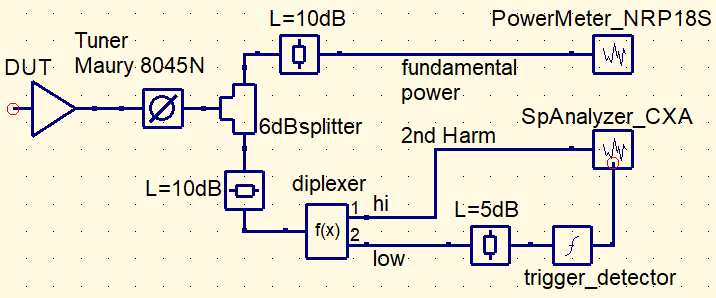 L=10dB
PowerMeter_NRP18S
Tuner
Maury 8045N
DUT
fundamental
power
SpAnalyzer_CXA
6dBsplitter
2nd Harm
L=10dB
diplexer
1
hi
L=5dB
f(x)
2
low
trigger_detector